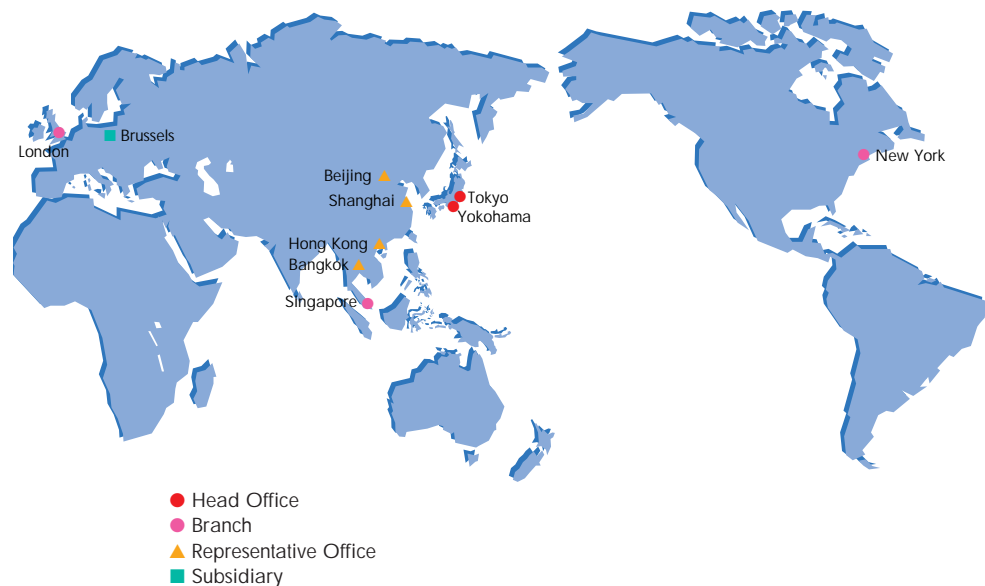 London
Brussels
Beijing
Shanghai
Tokyo
Yokohama
Hong Kong
Bangkok
Singapore
New York
Head Office
Branch
Representative Office
Subsidiary